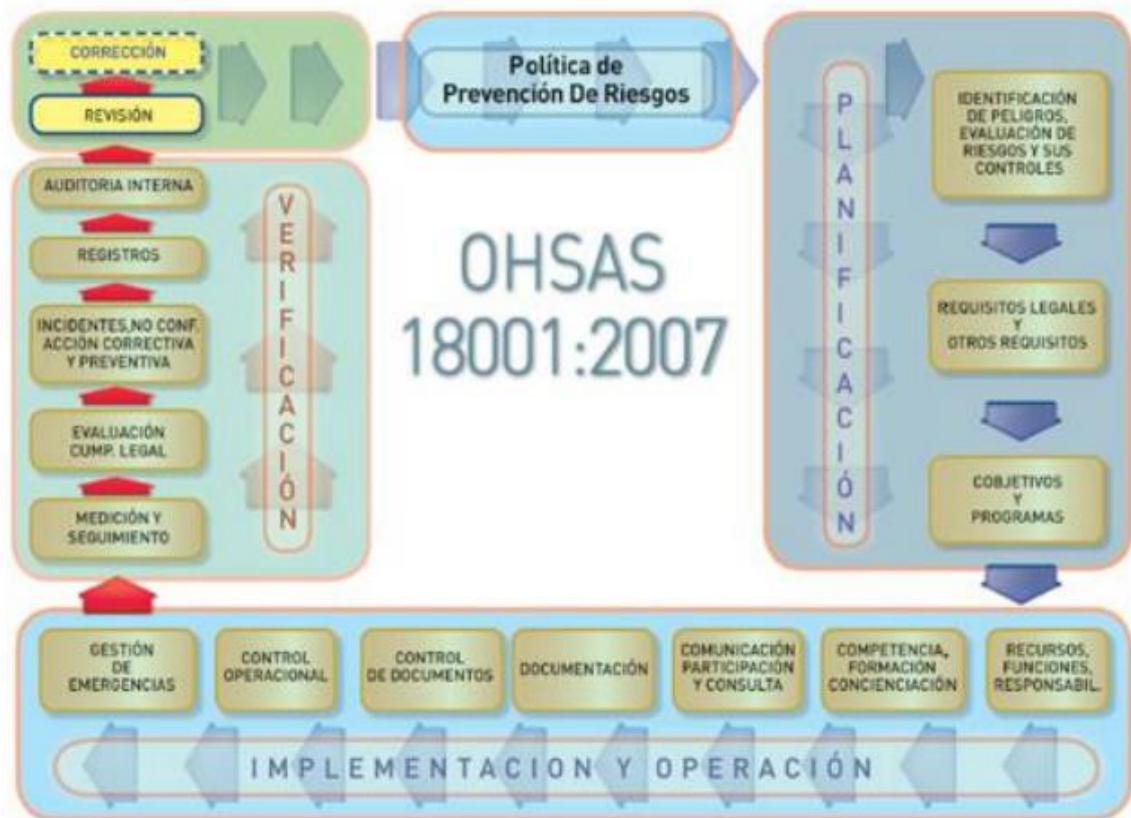 CORRECCIÓN
REVISIÓN
Política de
Prevención De Riesgos
PLANIFICACIÓN
IDENTIFICACIÓN
DE PELIGROS,
EVALUACIÓN DE
RIESGOS Y SUS
CONTROLES
AUDITORIA INTERNA
REGISTROS
INCIDENTES,NO CONF.
ACCIÓN CORRECTIVA
Y PREVENTIVA
EVALUACIÓN
CUMP. LEGAL
MEDICIÓN Y
SEGUIMIENTO
VERIFICACIÓN
OHSAS
18001:2007
REQUISITOS LEGALES
Y
OTROS REQUISITOS
COBJETIVOS
Y
PROGRAMAS
GESTIÓN
DE
EMERGENCIAS
CONTROL
OPERACIONAL
CONTROL
DE DOCUMENTOS
DOCUMENTACIÓN
COMUNICACIÓN
PARTICIPACIÓN
Y CONSULTA
COMPETENCIA,
FORMACIÓN
CONCIENCIACIÓN
RECURSOS,
FUNCIONES,
RESPONSABIL.
IMPLEMENTACION Y OPERACIÓN